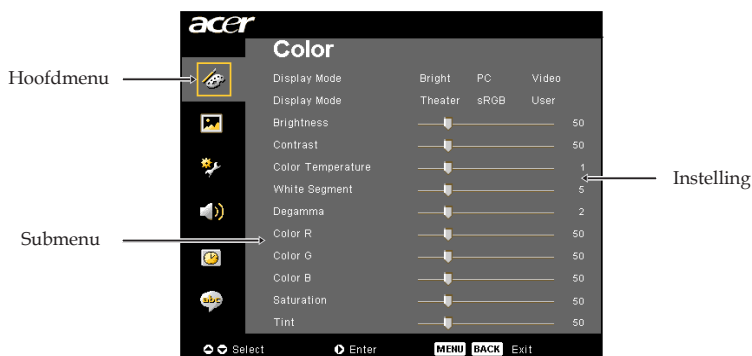 acer
Color
Hoofdmenu
Display Mode Bright PC Video
Display Mode Theater sRGB User
Brightness 50
Contrast 50
Color Temperature 1
Instelling
White Segment 5
Degamma 2
Submenu
Color R 50
Color G 50
Color B 50
abc
Saturation 50
Tint 50
Select Enter MENU BACK Exit